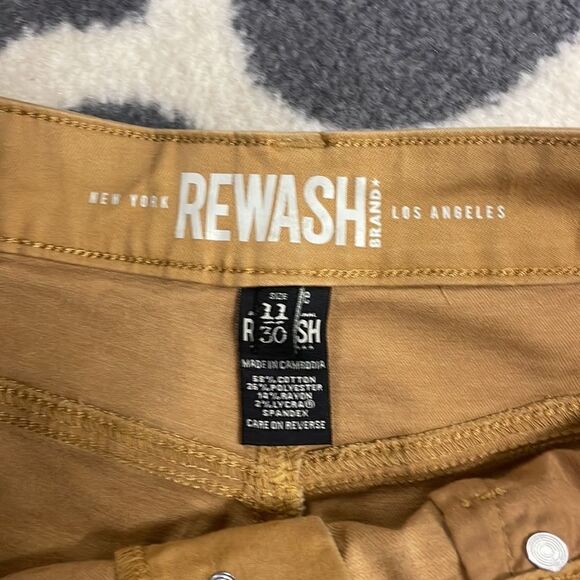 NEW YORK REWASH BRAND LOS ANGELES
SIZE
11
30
R SH
MADE IN CAMBODIA
58% COTTON
26% POLYESTER
14% RAYON
2% LYCRA®
SPANDEX
CARE ON REVERSE